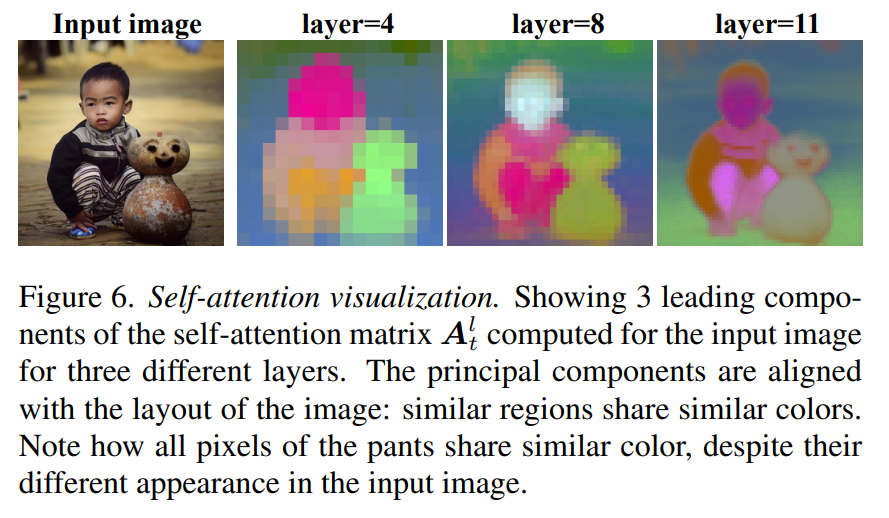 Input image layer=4 layer=8 layer=11
Figure 6. Self-attention visualization. Showing 3 leading compo-
nents of the self-attention matrix Aˡₜ computed for the input image
for three different layers. The principal components are aligned
with the layout of the image: similar regions share similar colors.
Note how all pixels of the pants share similar color, despite their
different appearance in the input image.